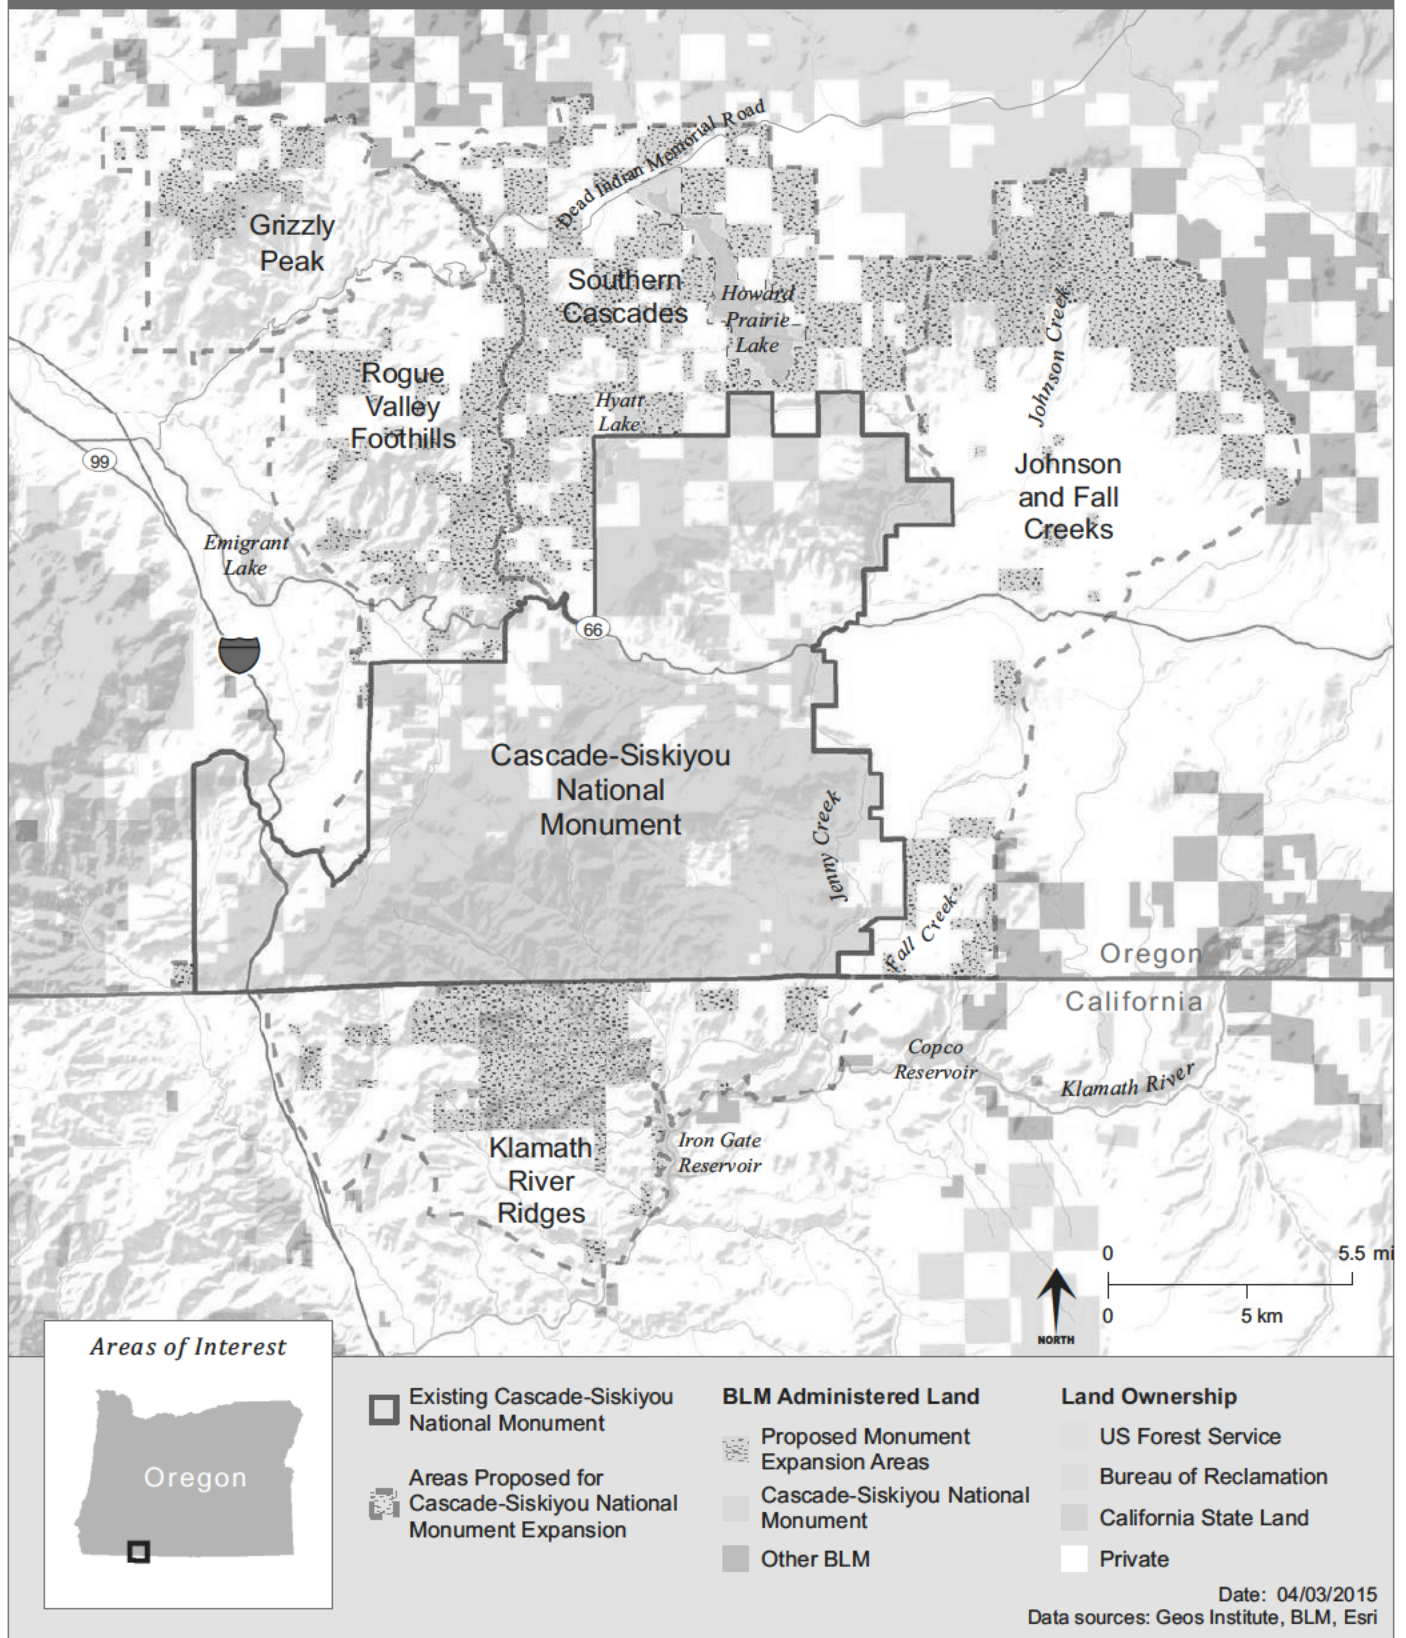 Dead Indian Memorial Road
Grizzly
Peak
Southern
Cascades
Howard
Prairie
Lake
Johnson Creek
Rogue
Valley
Foothills
Hyatt
Lake
99
Johnson
and Fall
Creeks
Emigrant
Lake
66
Cascade-Siskiyou
National
Monument
Jenny Creek
Fall Creek
Oregon
California
Copco
Reservoir
Klamath River
Klamath
River
Ridges
Iron Gate
Reservoir
0
5.5 mi
0
5 km
NORTH
Areas of Interest
Oregon
Existing Cascade-Siskiyou
National Monument
Areas Proposed for
Cascade-Siskiyou National
Monument Expansion
BLM Administered Land
Proposed Monument
Expansion Areas
Cascade-Siskiyou National
Monument
Other BLM
Land Ownership
US Forest Service
Bureau of Reclamation
California State Land
Private
Date: 04/03/2015
Data sources: Geos Institute, BLM, Esri